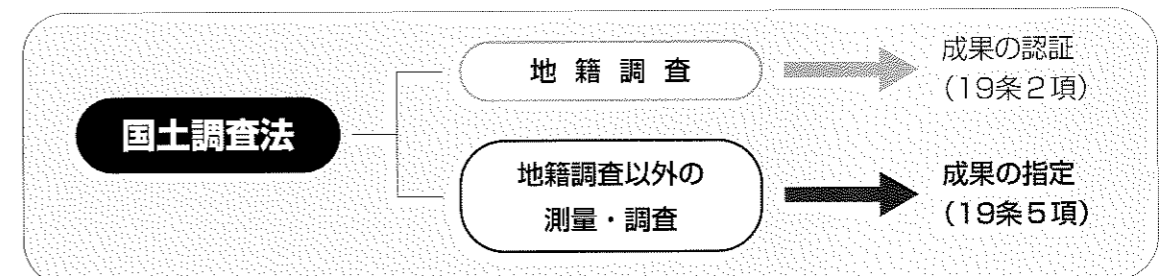 国土調査法
地籍調査
成果の認証
(19条2項)
地籍調査以外の
測量・調査
成果の指定
(19条5項)